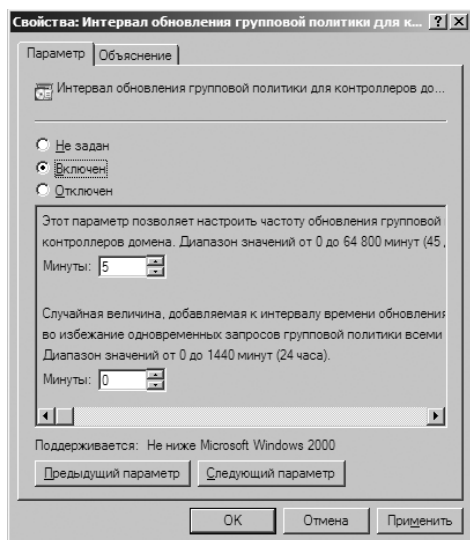 Свойства: Интервал обновления групповой политики для к...
Параметр
Объяснение
Интервал обновления групповой политики для контроллеров до...
Не задан
Включен
Отключен
Этот параметр позволяет настроить частоту обновления групповой
контроллеров домена. Диапазон значений от 0 до 64 800 минут (45 ,
Минуты: 5
Случайная величина, добавляемая к интервалу времени обновления
во избежание одновременных запросов групповой политики всеми
Диапазон значений от 0 до 1440 минут (24 часа).
Минуты: 0
Поддерживается: Не ниже Microsoft Windows 2000
Предыдущий параметр
Следующий параметр
OK
Отмена
Применить